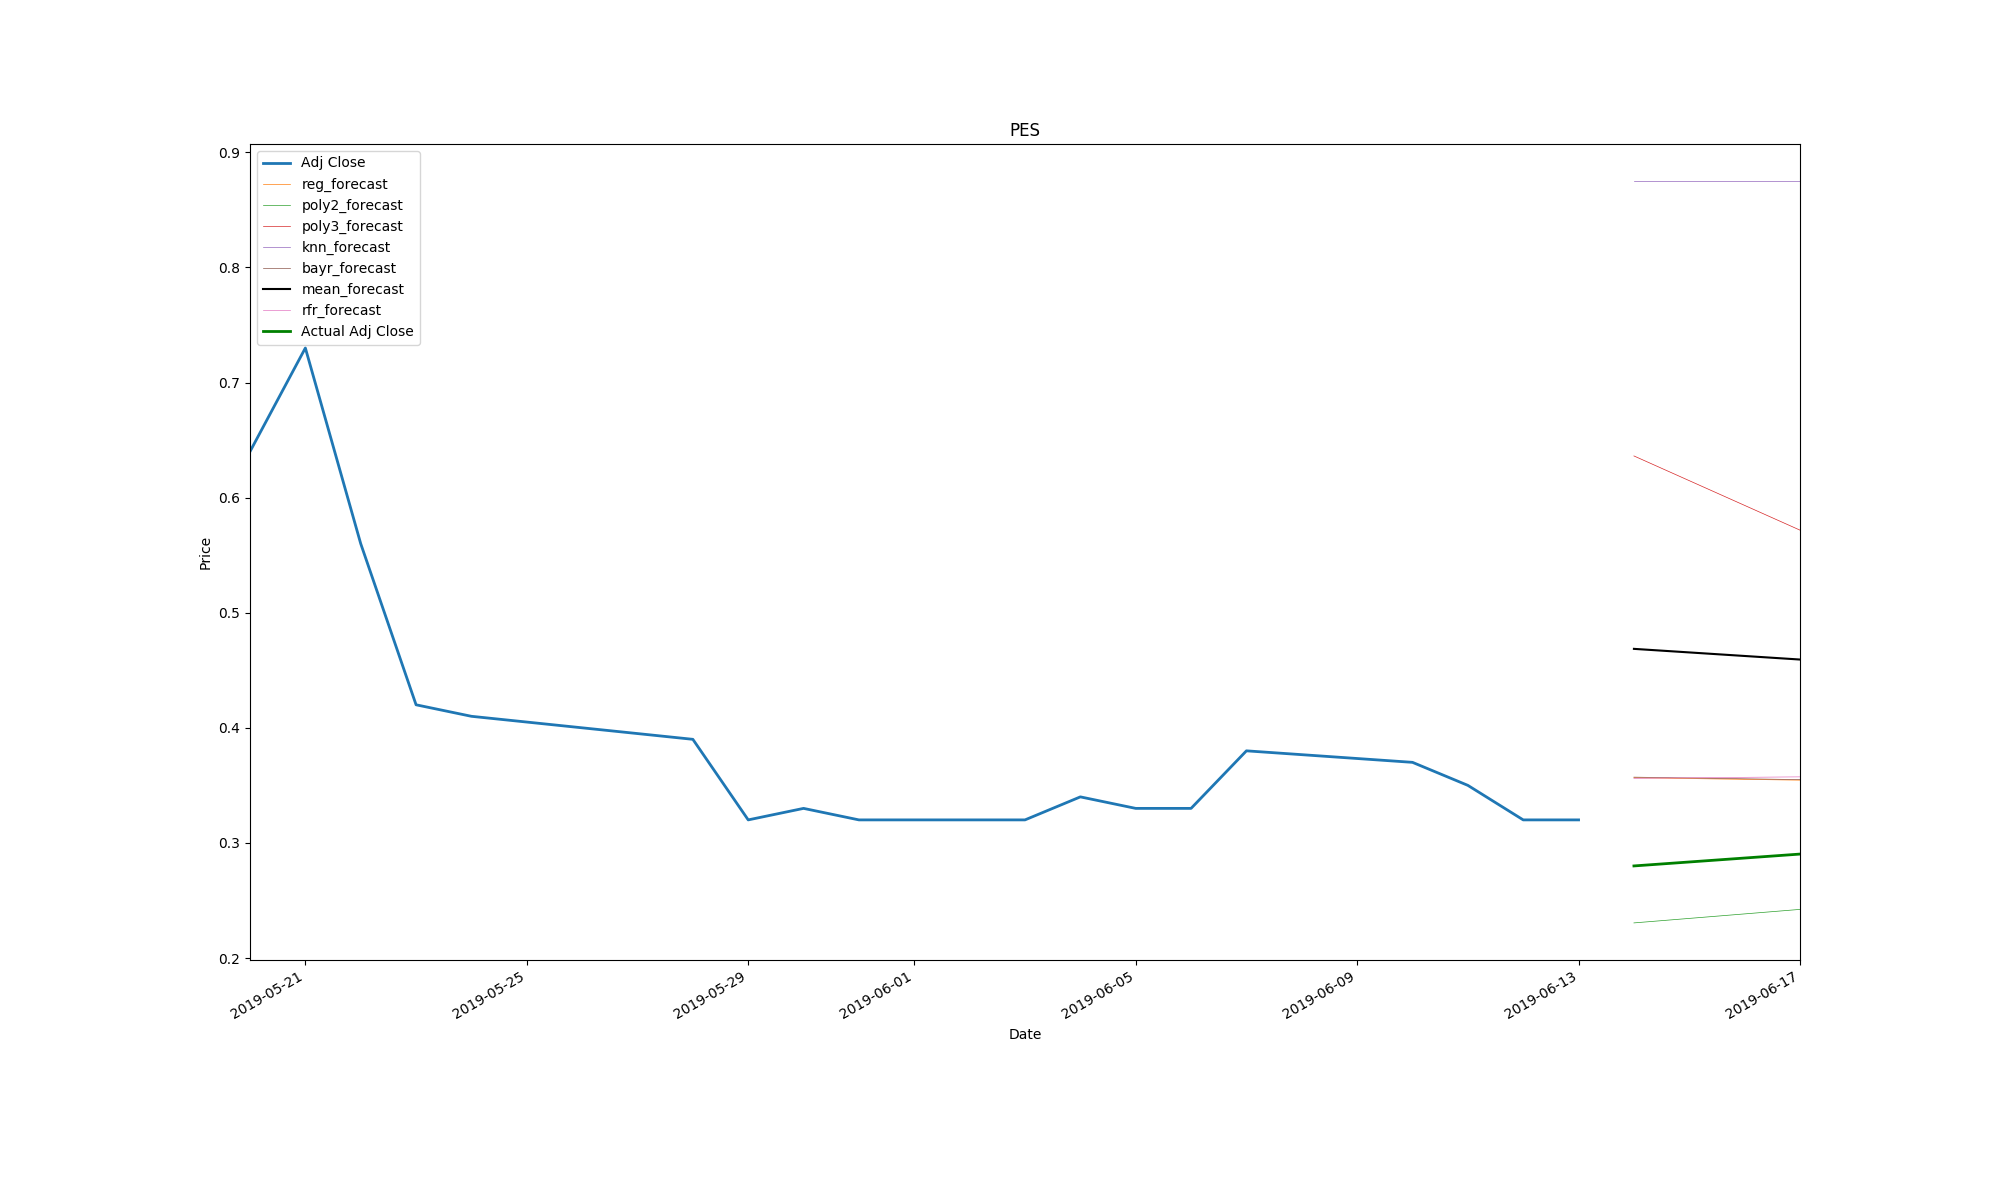 PES
0.9
0.8
0.7
0.6
0.5
0.4
0.3
0.2
Price
Adj Close
reg_forecast
poly2_forecast
poly3_forecast
knn_forecast
bayr_forecast
mean_forecast
rfr_forecast
Actual Adj Close
2019-05-21
2019-05-25
2019-05-29
2019-06-01
2019-06-05
2019-06-09
2019-06-13
2019-06-17
Date